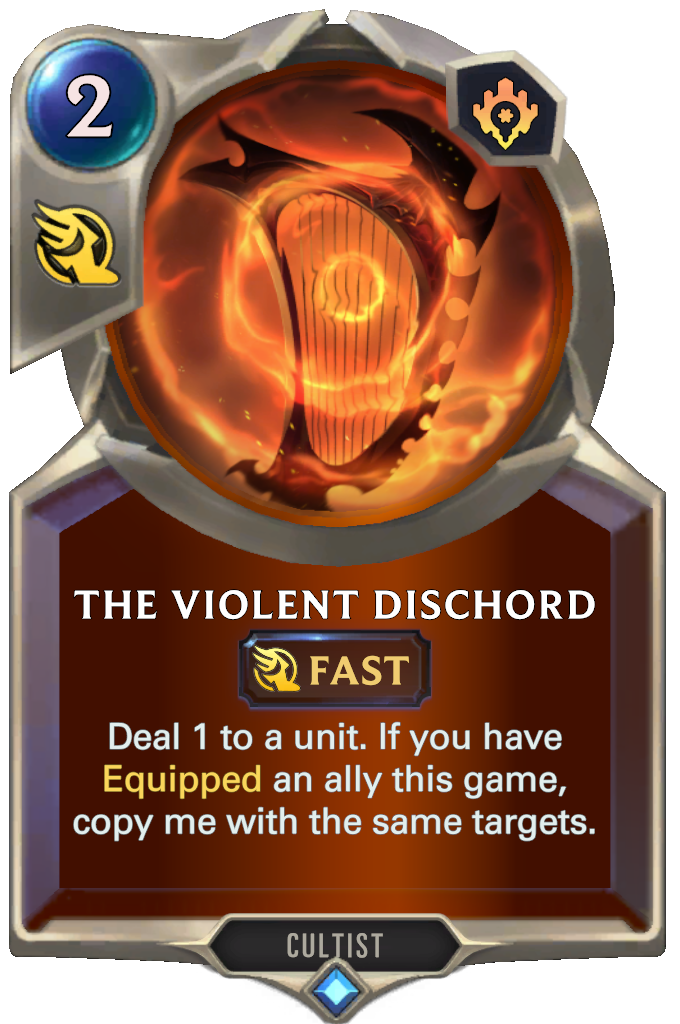 2
THE VIOLENT DISCHORD
FAST
Deal 1 to a unit. If you have
Equipped an ally this game,
copy me with the same targets.
CULTIST